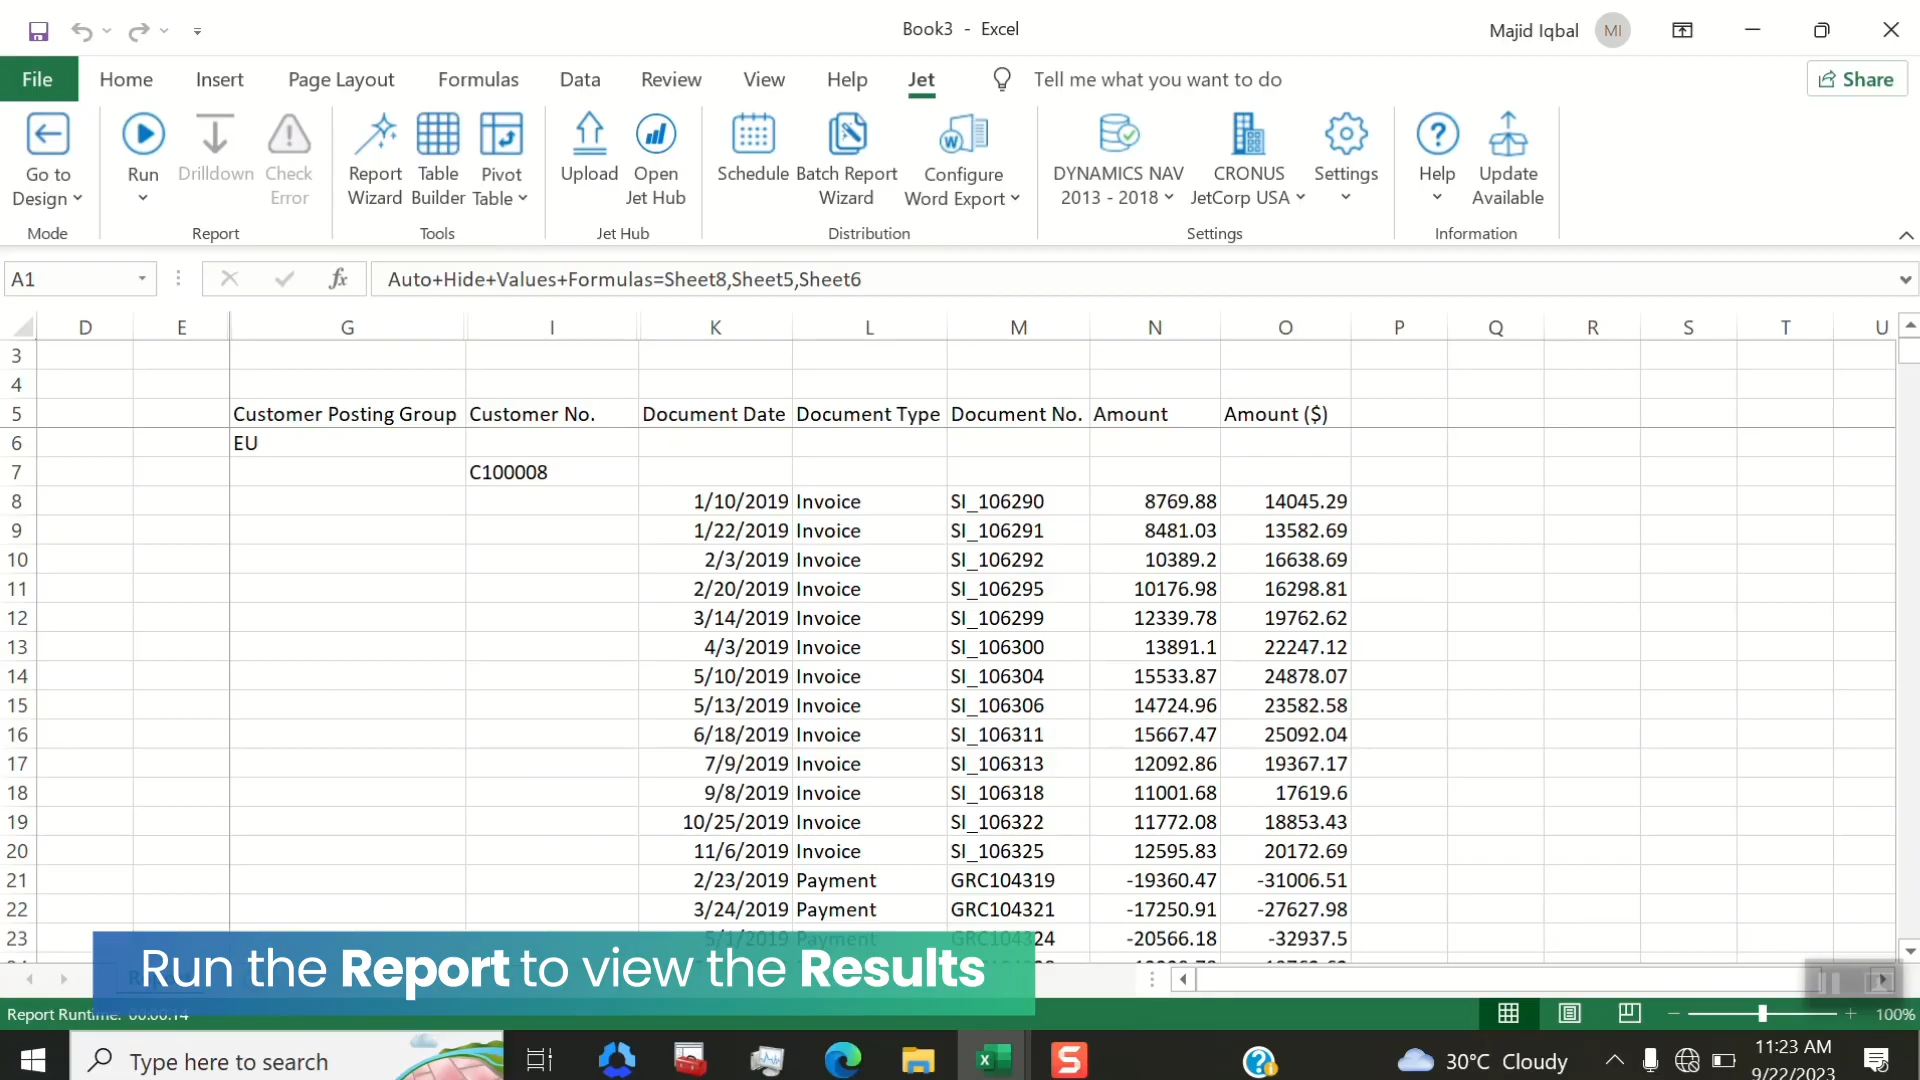 Book3 - Excel
Majid Iqbal MI
File Home Insert Page Layout Formulas Data Review View Help Jet Tell me what you want to do Share
Go to Design Run Drilldown Check Error Report Wizard Table Builder Pivot Table Upload Open Jet Hub Schedule Batch Report Wizard Configure Word Export DYNAMICS NAV 2013 - 2018 CRONUS JetCorp USA Settings Help Update Available
Mode Report Tools Jet Hub Distribution Settings Information
A1 fx Auto+Hide+Values+Formulas=Sheet8,Sheet5,Sheet6
D E G I K L M N O P Q R S T U
3
4
5 Customer Posting Group Customer No. Document Date Document Type Document No. Amount Amount ($)
6 EU
7 C100008
8 1/10/2019 Invoice SI_106290 8769.88 14045.29
9 1/22/2019 Invoice SI_106291 8481.03 13582.69
10 2/3/2019 Invoice SI_106292 10389.2 16638.69
11 2/20/2019 Invoice SI_106295 10176.98 16298.81
12 3/14/2019 Invoice SI_106299 12339.78 19762.62
13 4/3/2019 Invoice SI_106300 13891.1 22247.12
14 5/10/2019 Invoice SI_106304 15533.87 24878.07
15 5/13/2019 Invoice SI_106306 14724.96 23582.58
16 6/18/2019 Invoice SI_106311 15667.47 25092.04
17 7/9/2019 Invoice SI_106313 12092.86 19367.17
18 9/8/2019 Invoice SI_106318 11001.68 17619.6
19 10/25/2019 Invoice SI_106322 11772.08 18853.43
20 11/6/2019 Invoice SI_106325 12595.83 20172.69
21 2/23/2019 Payment GRC104319 -19360.47 -31006.51
22 3/24/2019 Payment GRC104321 -17250.91 -27627.98
23 5/1/2019 Payment GRC104324 -20566.18 -32937.5
Run the Report to view the Results
Report Runtime: 00:00:14
100%
Type here to search
30°C Cloudy
11:23 AM
9/22/2023